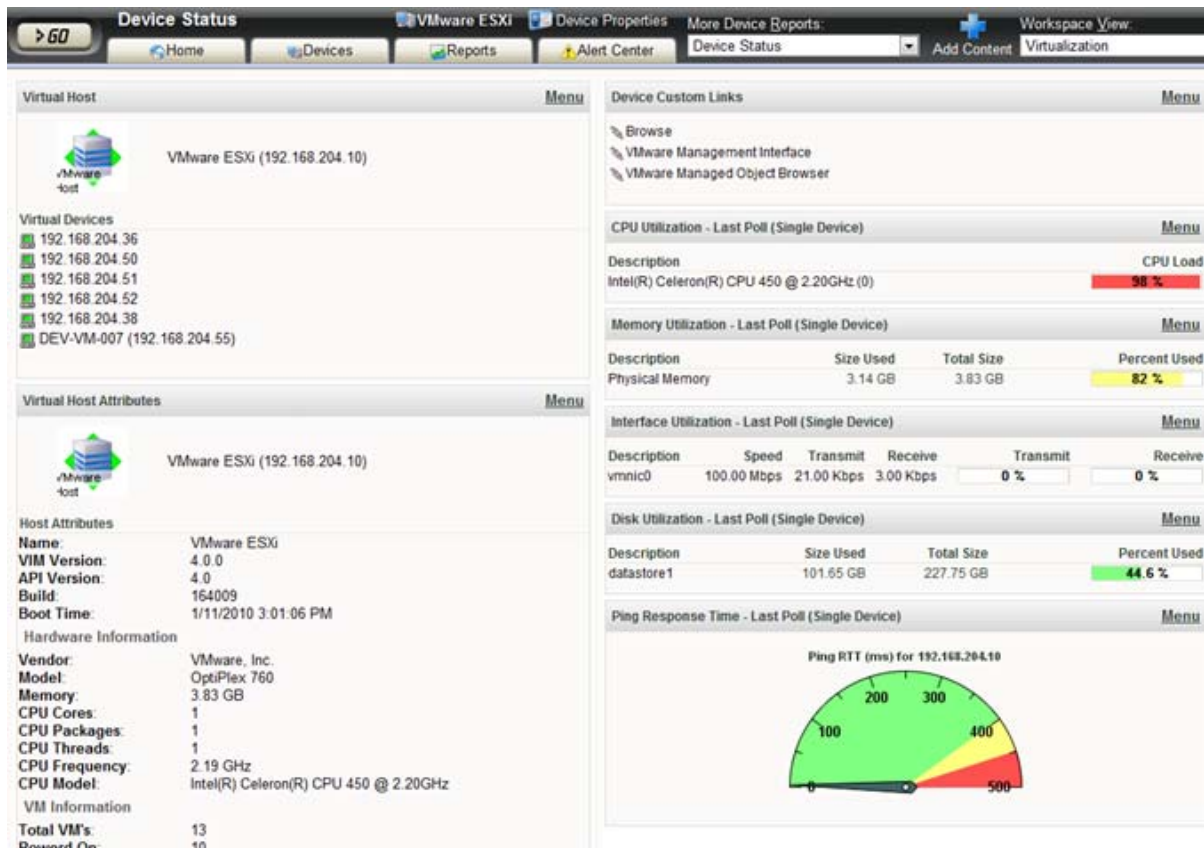 GO
Device Status
VMware ESXi
Device Properties
More Device Reports:
Device Status
Add Content
Workspace View:
Virtualization
Home
Devices
Reports
Alert Center
Virtual Host Menu
VMware Host
VMware ESXi (192.168.204.10)
Virtual Devices
192.168.204.36
192.168.204.50
192.168.204.51
192.168.204.52
192.168.204.38
DEV-VM-007 (192.168.204.55)
Virtual Host Attributes Menu
VMware Host
VMware ESXi (192.168.204.10)
Host Attributes
Name: VMware ESXi
VIM Version: 4.0.0
API Version: 4.0
Build: 164009
Boot Time: 1/11/2010 3:01:06 PM
Hardware Information
Vendor: VMware, Inc.
Model: OptiPlex 760
Memory: 3.83 GB
CPU Cores: 1
CPU Packages: 1
CPU Threads: 1
CPU Frequency: 2.19 GHz
CPU Model: Intel(R) Celeron(R) CPU 450 @ 2.20GHz
VM Information
Total VM's: 13
Powerd On: 10
Device Custom Links Menu
Browse
VMware Management Interface
VMware Managed Object Browser
CPU Utilization - Last Poll (Single Device) Menu
Description CPU Load
Intel(R) Celeron(R) CPU 450 @ 2.20GHz (0) 98 %
Memory Utilization - Last Poll (Single Device) Menu
Description Size Used Total Size Percent Used
Physical Memory 3.14 GB 3.83 GB 82 %
Interface Utilization - Last Poll (Single Device) Menu
Description Speed Transmit Receive Transmit Receive
vmnic0 100.00 Mbps 21.00 Kbps 3.00 Kbps 0 % 0 %
Disk Utilization - Last Poll (Single Device) Menu
Description Size Used Total Size Percent Used
datastore1 101.65 GB 227.75 GB 44.6 %
Ping Response Time - Last Poll (Single Device) Menu
Ping RTT (ms) for 192.168.204.10
0
100
200
300
400
500